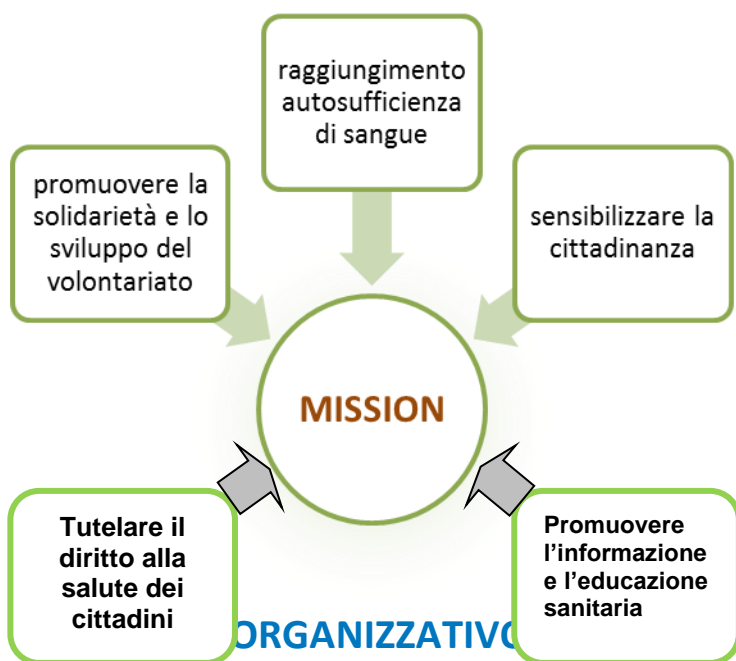 raggiungimento
autosufficienza
di sangue
promuovere la
solidarietà e lo
sviluppo del
volontariato
sensibilizzare la
cittadinanza
MISSION
Tutelare il
diritto alla
salute dei
cittadini
Promuovere
l’informazione
e l’educazione
sanitaria
ORGANIZZATIVO